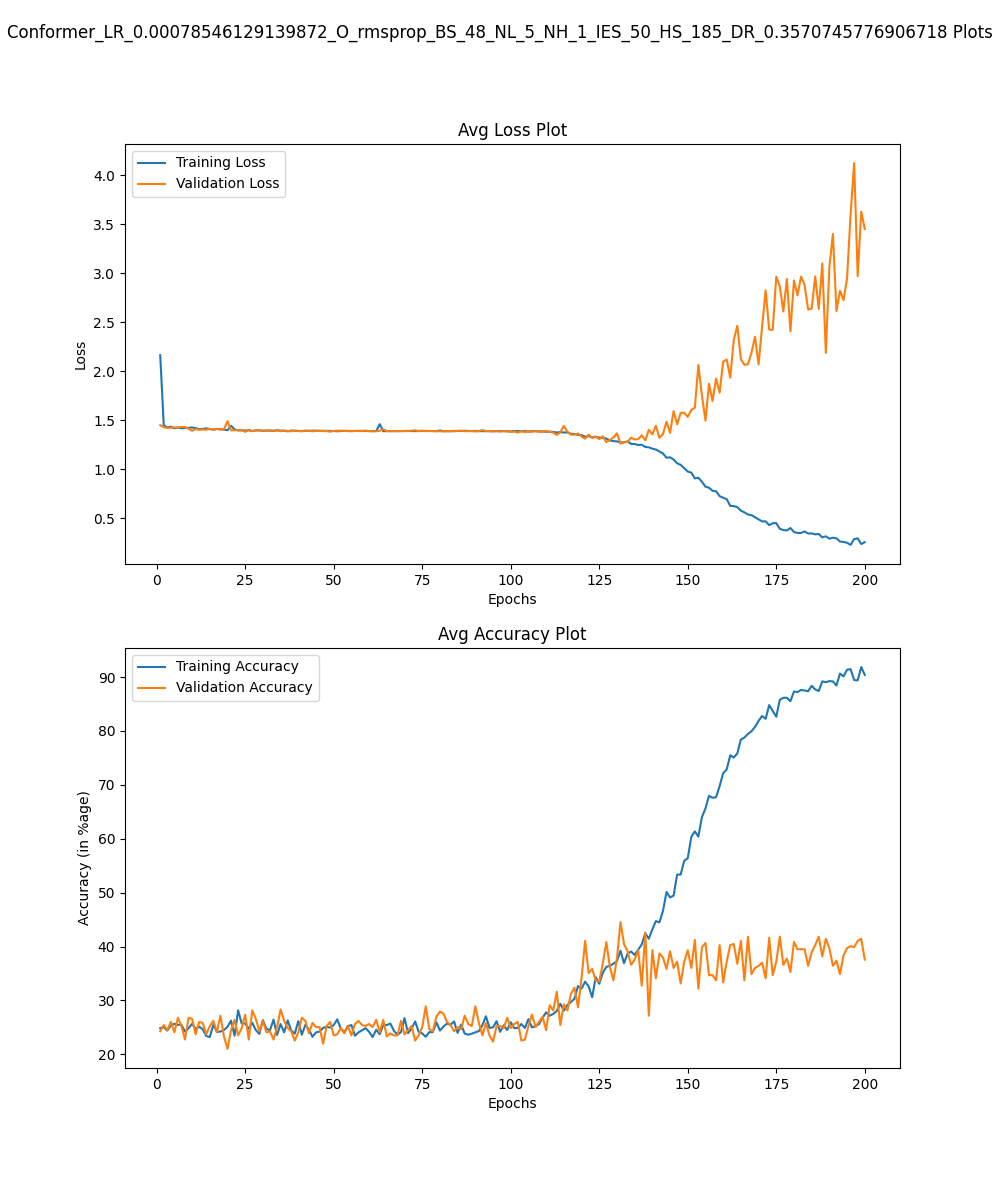 Conformer_LR_0.00078546129139872_O_rmsprop_BS_48_NL_5_NH_1_IES_50_HS_185_DR_0.3570745776906718 Plots
Avg Loss Plot
Training Loss
Validation Loss
4.0
3.5
3.0
2.5
2.0
1.5
1.0
0.5
Loss
0 25 50 75 100 125 150 175 200
Epochs
Avg Accuracy Plot
Training Accuracy
Validation Accuracy
90
80
70
60
50
40
30
20
Accuracy (in %age)
0 25 50 75 100 125 150 175 200
Epochs